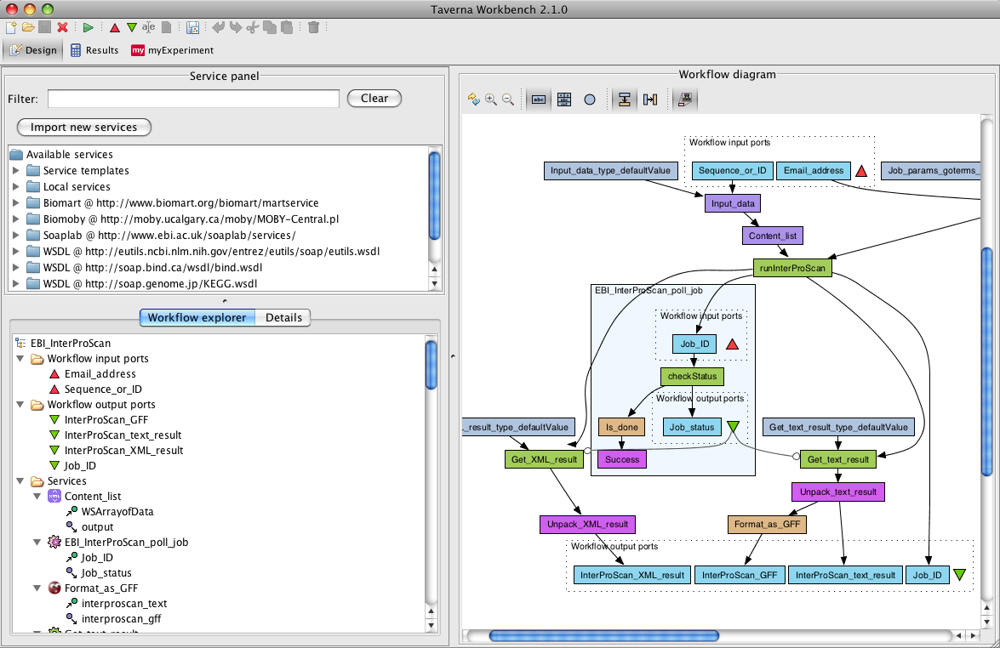 Taverna Workbench 2.1.0
Design
Results
my myExperiment
Service panel
Filter:
Clear
Import new services
Available services
Service templates
Local services
Biomart @ http://www.biomart.org/biomart/martservice
Biomoby @ http://moby.ucalgary.ca/moby/MOBY-Central.pl
Soaplab @ http://www.ebi.ac.uk/soaplab/services/
WSDL @ http://eutils.ncbi.nlm.nih.gov/entrez/eutils/soap/eutils.wsdl
WSDL @ http://soap.bind.ca/wsdl/bind.wsdl
WSDL @ http://soap.genome.jp/KEGG.wsdl
Workflow explorer
Details
EBI_InterProScan
Workflow input ports
Email_address
Sequence_or_ID
Workflow output ports
InterProScan_GFF
InterProScan_text_result
InterProScan_XML_result
Job_ID
Services
Content_list
WSArrayofData
output
EBI_InterProScan_poll_job
Job_ID
Job_status
Format_as_GFF
interproscan_text
interproscan_gff
Get_text_result
Workflow diagram
abc
Workflow input ports
Input_data_type_defaultValue
Sequence_or_ID
Email_address
Job_params_goterms_
Input_data
Content_list
runInterProScan
EBI_InterProScan_poll_job
Workflow input ports
Job_ID
checkStatus
Workflow output ports
_result_type_defaultValue
Is_done
Job_status
Get_text_result_type_defaultValue
Get_XML_result
Success
Get_text_result
Unpack_text_result
Unpack_XML_result
Format_as_GFF
Workflow output ports
InterProScan_XML_result
InterProScan_GFF
InterProScan_text_result
Job_ID